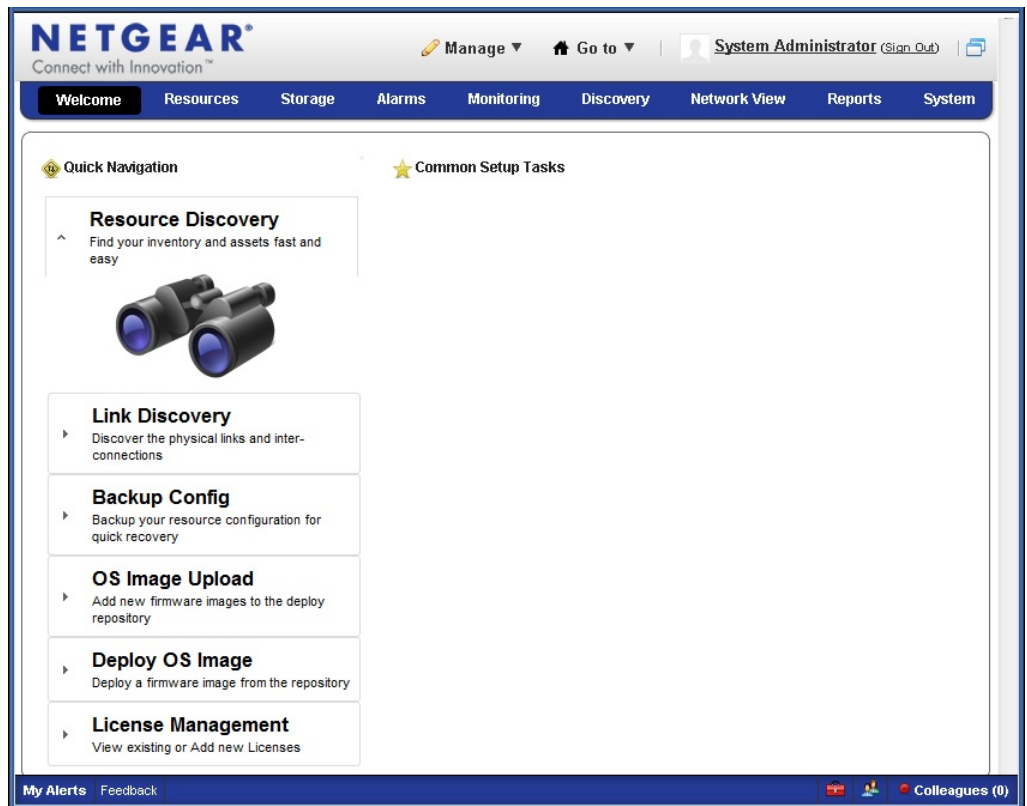 NETGEAR®
Connect with Innovation™
Manage ▼ Go to ▼ | System Administrator (Sign Out) |
Welcome Resources Storage Alarms Monitoring Discovery Network View Reports System
Quick Navigation
Common Setup Tasks
Resource Discovery
Find your inventory and assets fast and
easy
Link Discovery
Discover the physical links and inter-
connections
Backup Config
Backup your resource configuration for
quick recovery
OS Image Upload
Add new firmware images to the deploy
repository
Deploy OS Image
Deploy a firmware image from the repository
License Management
View existing or Add new Licenses
My Alerts Feedback
Colleagues (0)